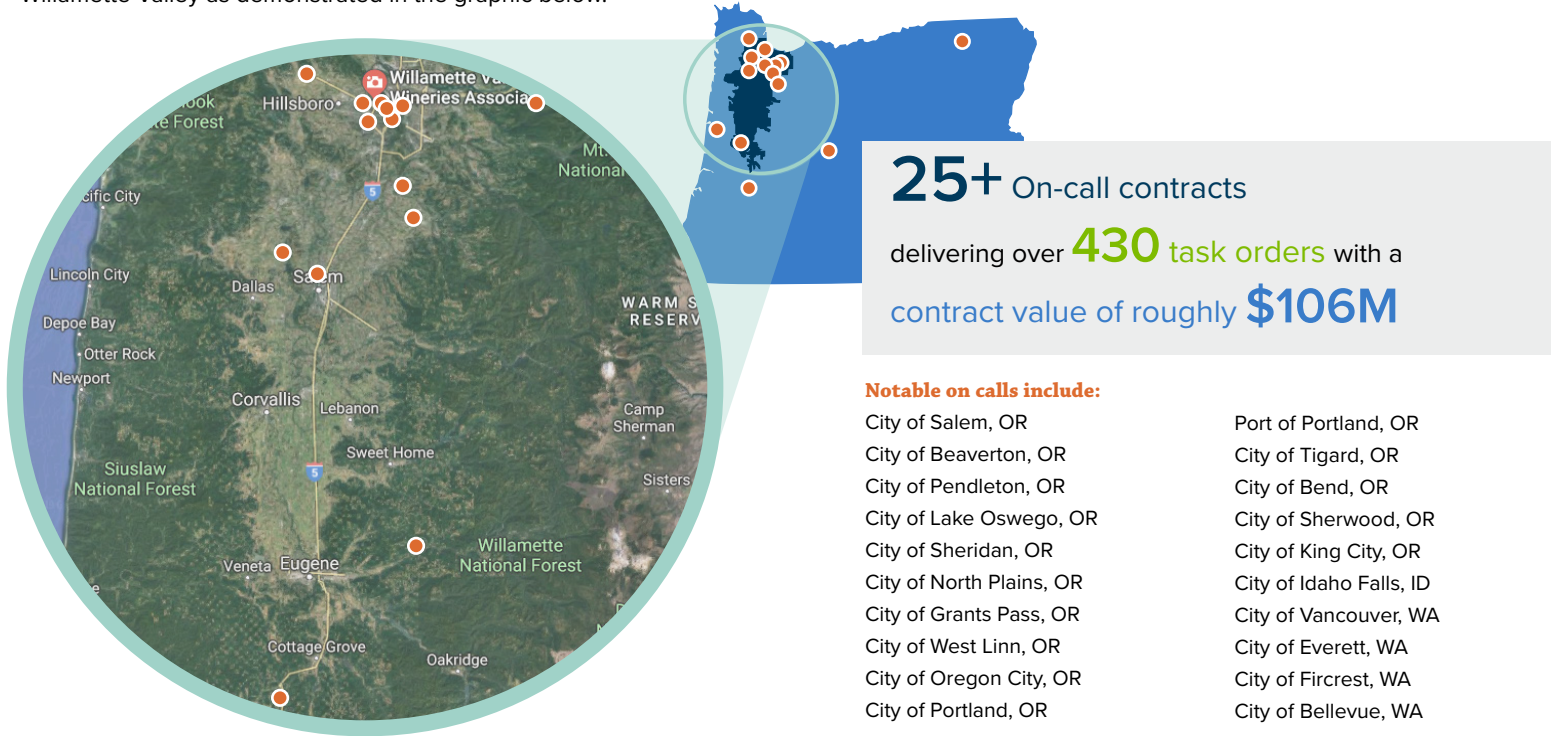 Willamette Valley as demonstrated in the graphic below.
Willamette Va
Wineries Associa
Hillsboro
ook
te Forest
Mt.
National
5
cific City
Lincoln City
Dallas
Salem
WARM S
RESERV
Depoe Bay
Otter Rock
Newport
Corvallis
Lebanon
Camp
Sherman
Sweet Home
Siuslaw
National Forest
5
Sisters
Willamette
National Forest
Veneta
Eugene
e
D
N
Cottage Grove
Oakridge
25+ On-call contracts
delivering over 430 task orders with a
contract value of roughly $106M
Notable on calls include:
City of Salem, OR
City of Beaverton, OR
City of Pendleton, OR
City of Lake Oswego, OR
City of Sheridan, OR
City of North Plains, OR
City of Grants Pass, OR
City of West Linn, OR
City of Oregon City, OR
City of Portland, OR
Port of Portland, OR
City of Tigard, OR
City of Bend, OR
City of Sherwood, OR
City of King City, OR
City of Idaho Falls, ID
City of Vancouver, WA
City of Everett, WA
City of Fircrest, WA
City of Bellevue, WA